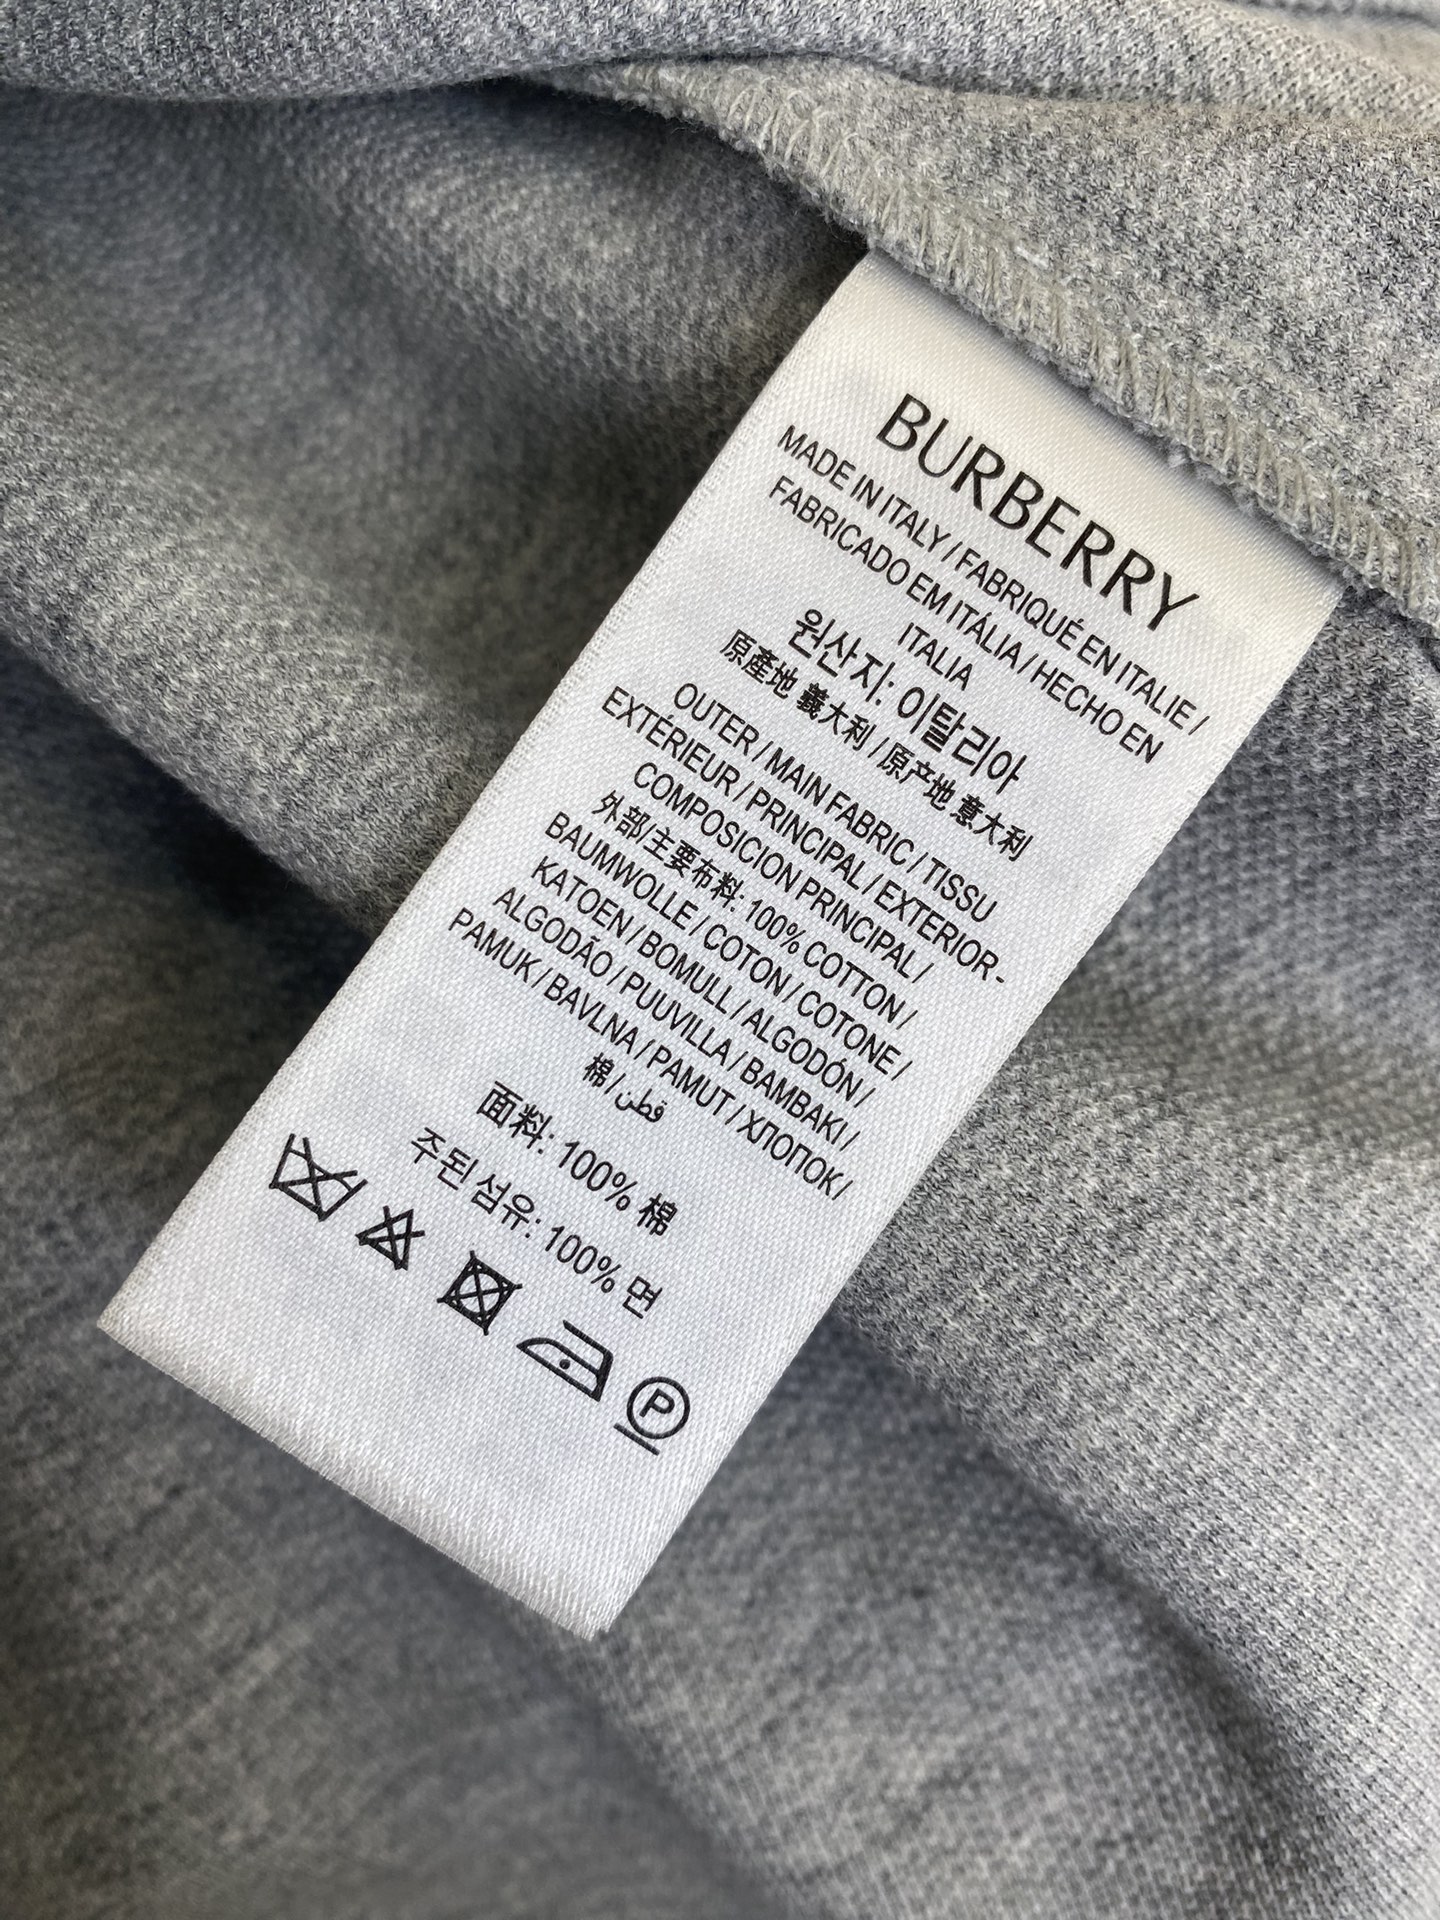 BURBERRY
MADE IN ITALY / FABRIQUÉ EN ITALIE /
FABRICADO EM ITÁLIA / HECHO EN
ITALIA
원산지: 이탈리아
原產地 義大利 / 原产地 意大利
OUTER / MAIN FABRIC / TISSU
EXTÉRIEUR / PRINCIPAL / EXTERIOR-
COMPOSICION PRINCIPAL /
外部/主要布料: 100% COTTON /
BAUMWOLLE / COTON / COTONE /
KATOEN / BOMULL / ALGODÓN /
ALGODÃO / PUUVILLA / BAMBAKI /
PAMUK / BAVLNA / PAMUT / ХЛОПОК /
棉 / قطن
面料: 100% 棉
주된 섬유: 100% 면
P